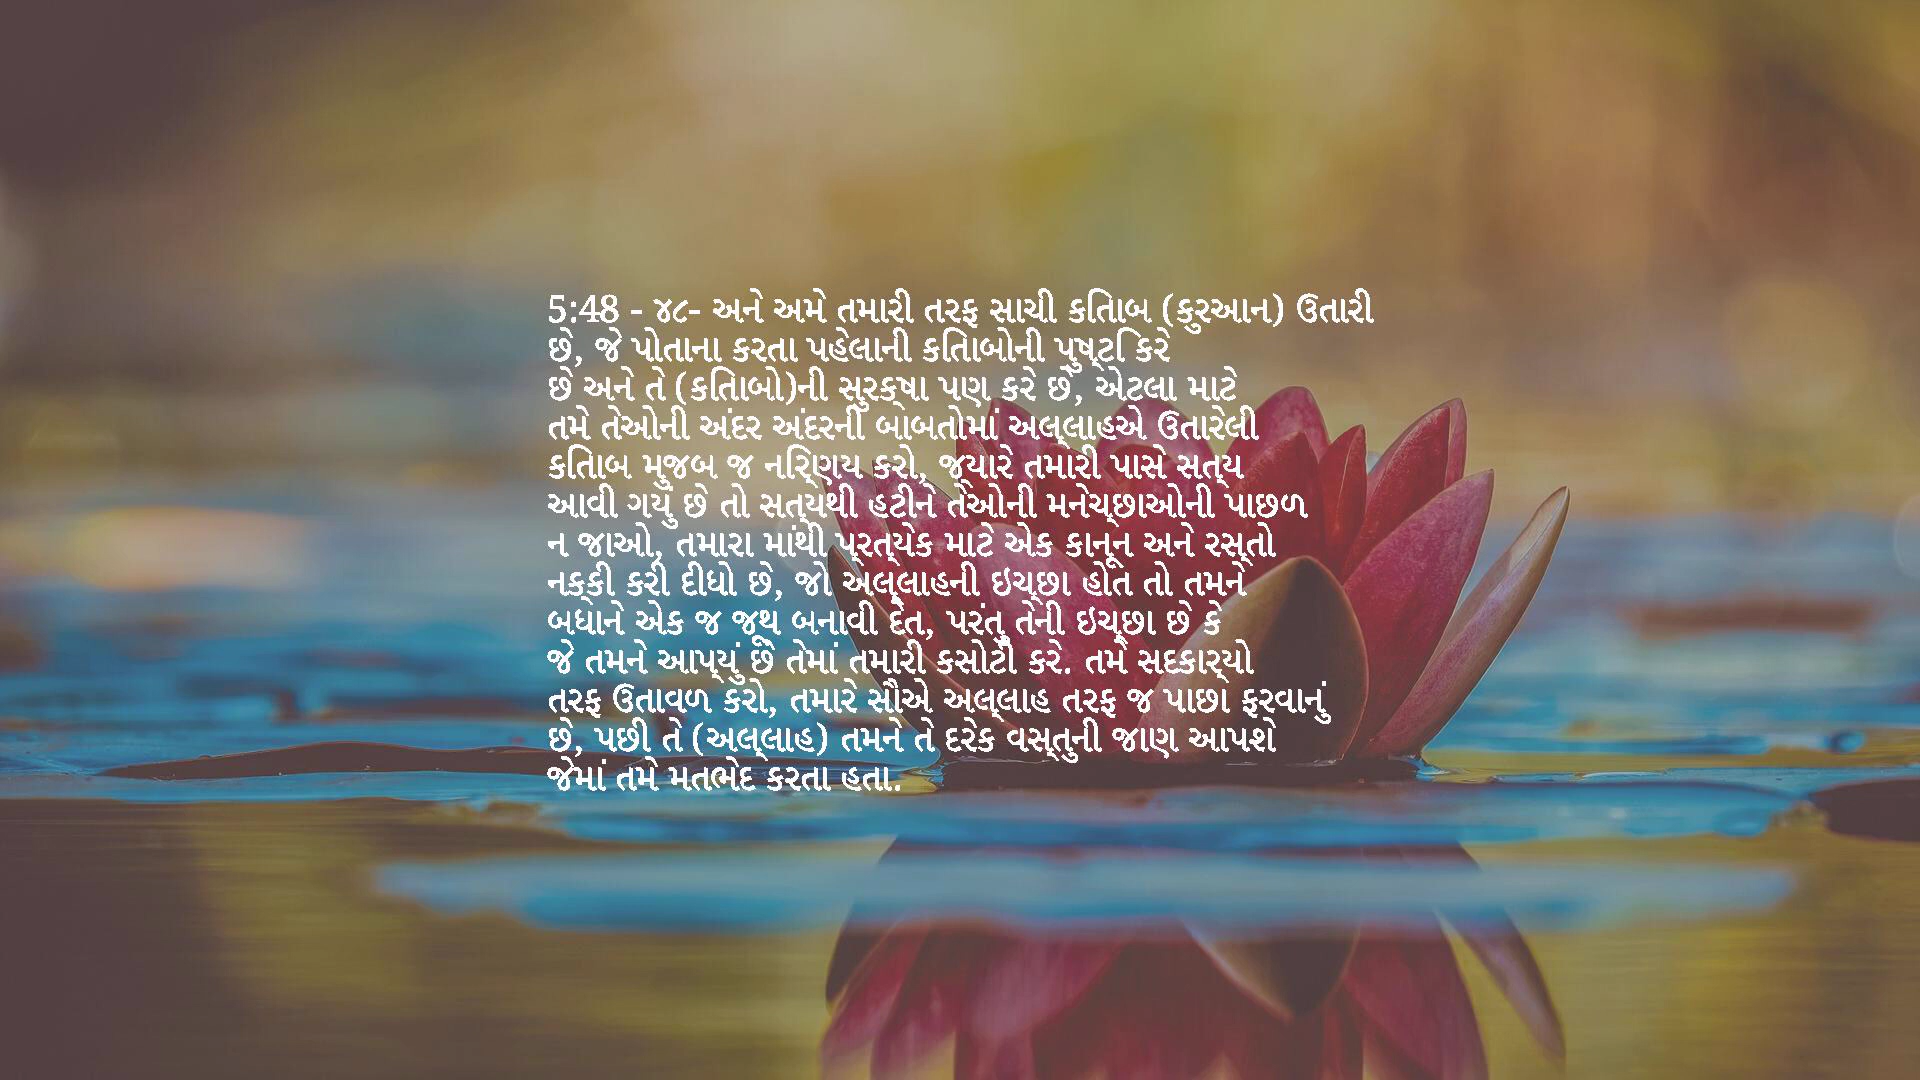 5:48 - ૪૮- અને અમે તમારી તરફ સાચી કિતાબ (કુરઆન) ઉતારી
છે, જે પોતાના કરતા પહેલાની કિતાબોની પુષ્ટિ કરે
છે અને તે (કિતાબો)ની સુરક્ષા પણ કરે છે, એટલા માટે
તમે તેઓની અંદર અંદરની બાબતોમાં અલ્લાહએ ઉતારેલી
કિતાબ મુજબ જ નિર્ણય કરો, જ્યારે તમારી પાસે સત્ય
આવી ગયું છે તો સત્યથી હટીને તેઓની મનેચ્છાઓની પાછળ
ન જાઓ, તમારા માંથી પ્રત્યેક માટે એક કાનૂન અને રસ્તો
નક્કી કરી દીધો છે, જો અલ્લાહની ઇચ્છા હોત તો તમને
બધાને એક જ જૂથ બનાવી દેત, પરંતુ તેની ઇચ્છા છે કે
જે તમને આપ્યું છે તેમાં તમારી કસોટી કરે. તમે સદકાર્યો
તરફ ઉતાવળ કરો, તમારે સૌએ અલ્લાહ તરફ જ પાછા ફરવાનું
છે, પછી તે (અલ્લાહ) તમને તે દરેક વસ્તુની જાણ આપશે
જેમાં તમે મતભેદ કરતા હતા.